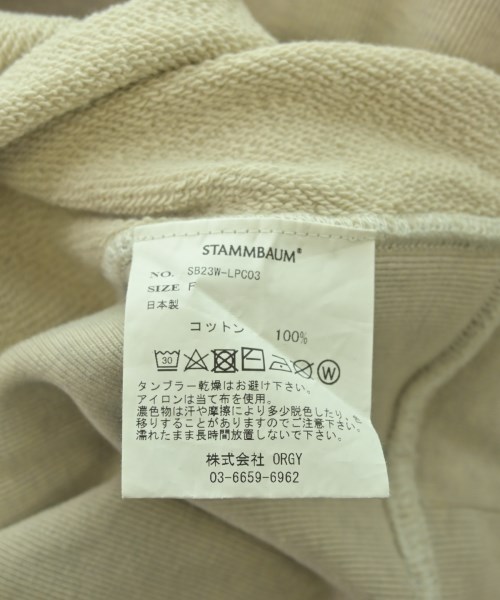 STAMMBAUM®
NO. SB23W-LPC03
SIZE F
日本製
コットン 100%
30 W
タンブラー乾燥はお避け下さい。
アイロンは当て布を使用。
濃色物は汗や摩擦により多少脱色したり、色
移りすることがありますのでご注意下さい。
濡れたまま長時間放置しないで下さい。
株式会社 ORGY
03-6659-6962